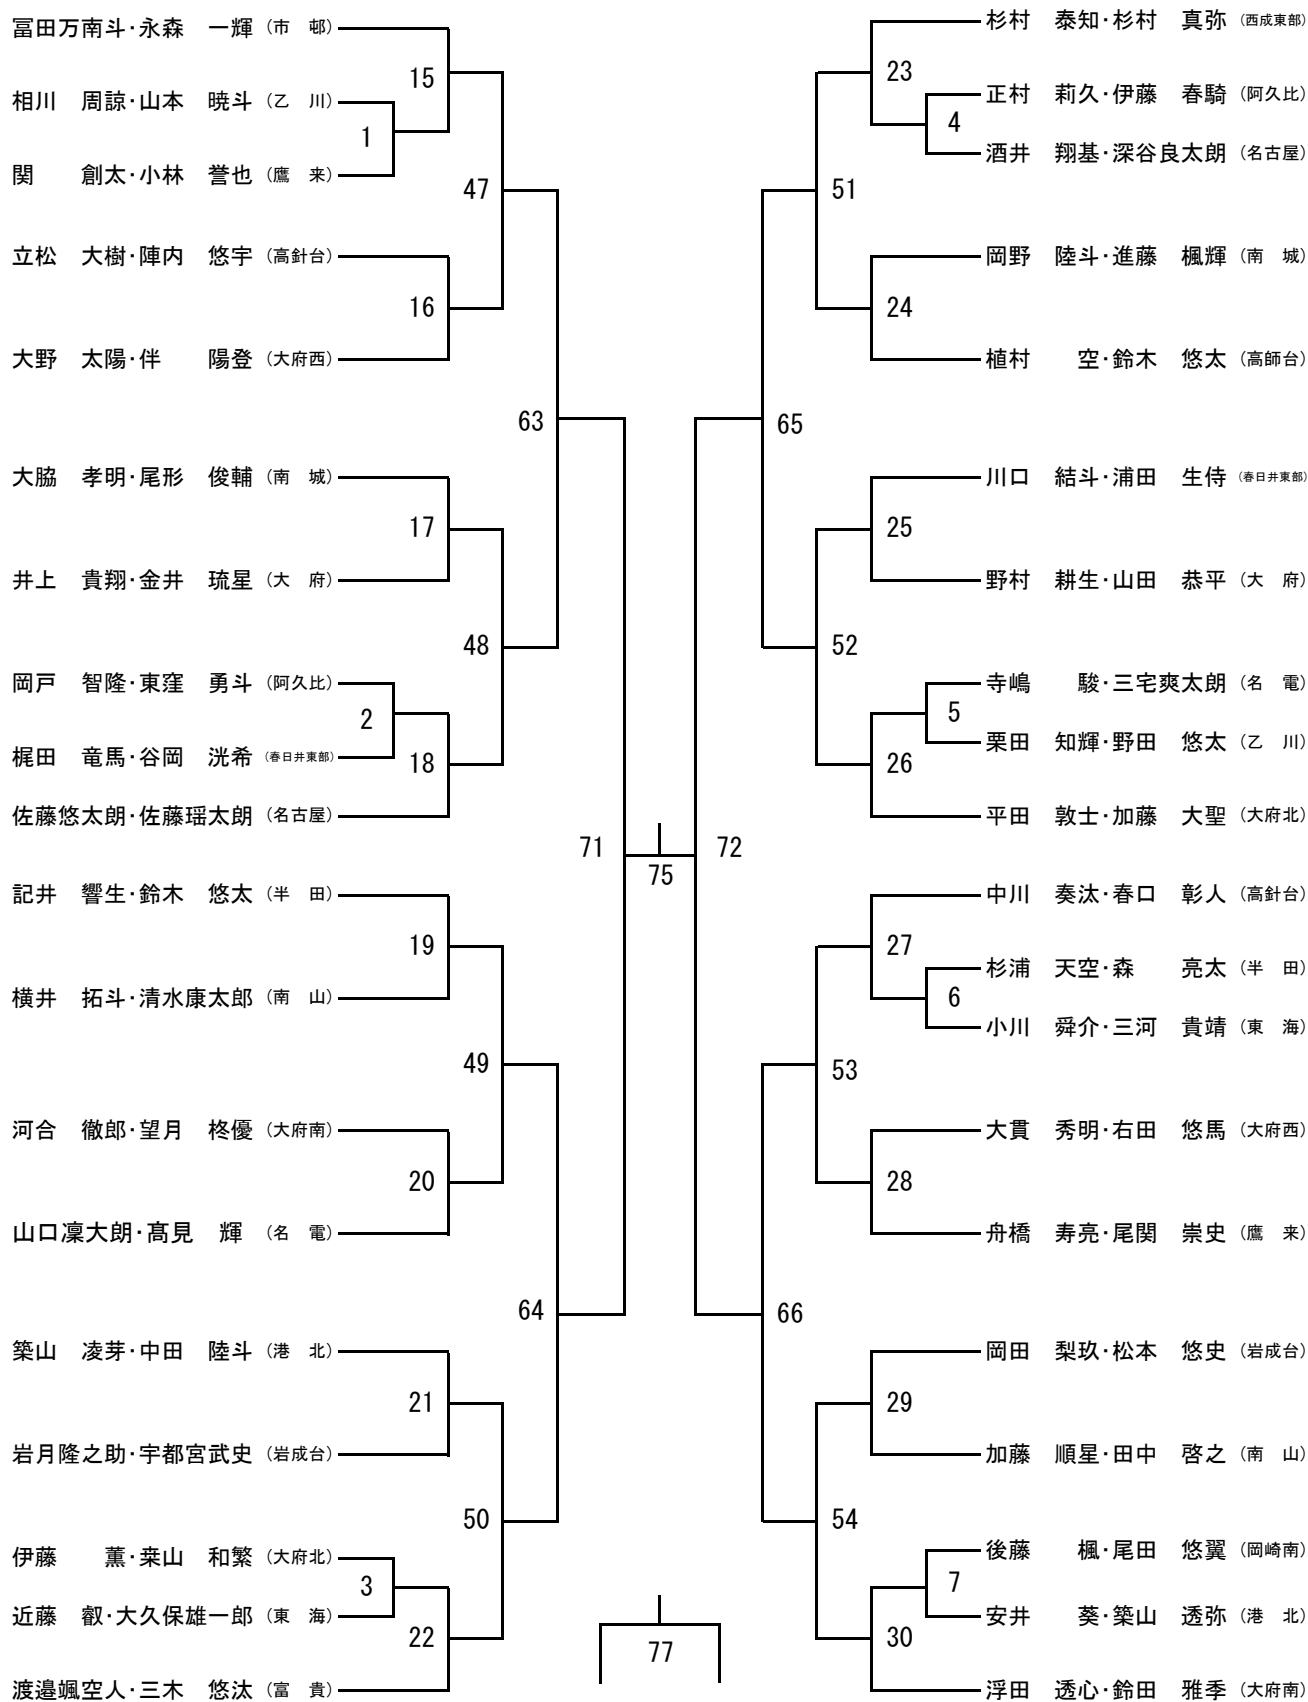 冨田万南斗・永森　一輝（市　邨）
15
相川　周諒・山本　暁斗（乙　川）
1
関　　創太・小林　誉也（鷹　来）
47
立松　大樹・陣内　悠宇（高針台）
16
大野　太陽・伴　　陽登（大府西）
63
大脇　孝明・尾形　俊輔（南　城）
17
井上　貴翔・金井　琉星（大　府）
48
岡戸　智隆・東窪　勇斗（阿久比）
2
梶田　竜馬・谷岡　洸希（春日井東部）
18
佐藤悠太朗・佐藤瑶太朗（名古屋）
71
記井　響生・鈴木　悠太（半　田）
19
横井　拓斗・清水康太郎（南　山）
49
河合　徹郎・望月　柊優（大府南）
20
山口凜大朗・髙見　輝（名　電）
64
築山　凌芽・中田　陸斗（港　北）
21
岩月隆之助・宇都宮武史（岩成台）
50
伊藤　　薫・桒山　和繁（大府北）
3
近藤　叡・大久保雄一郎（東　海）
22
渡邉颯空人・三木　悠汰（富　貴）
75
77
杉村　泰知・杉村　真弥（西成東部）
23
正村　莉久・伊藤　春騎（阿久比）
4
酒井　翔基・深谷良太朗（名古屋）
51
岡野　陸斗・進藤　楓輝（南　城）
24
植村　　空・鈴木　悠太（高師台）
65
川口　結斗・浦田　生侍（春日井東部）
25
野村　耕生・山田　恭平（大　府）
52
寺嶋　　駿・三宅爽太朗（名　電）
5
栗田　知輝・野田　悠太（乙　川）
26
平田　敦士・加藤　大聖（大府北）
72
中川　奏汰・春口　彰人（高針台）
27
杉浦　天空・森　　亮太（半　田）
6
小川　舜介・三河　貴靖（東　海）
53
大貫　秀明・右田　悠馬（大府西）
28
舟橋　寿亮・尾関　崇史（鷹　来）
66
岡田　梨玖・松本　悠史（岩成台）
29
加藤　順星・田中　啓之（南　山）
54
後藤　　楓・尾田　悠翼（岡崎南）
7
安井　　葵・築山　透弥（港　北）
30
浮田　透心・鈴田　雅季（大府南）